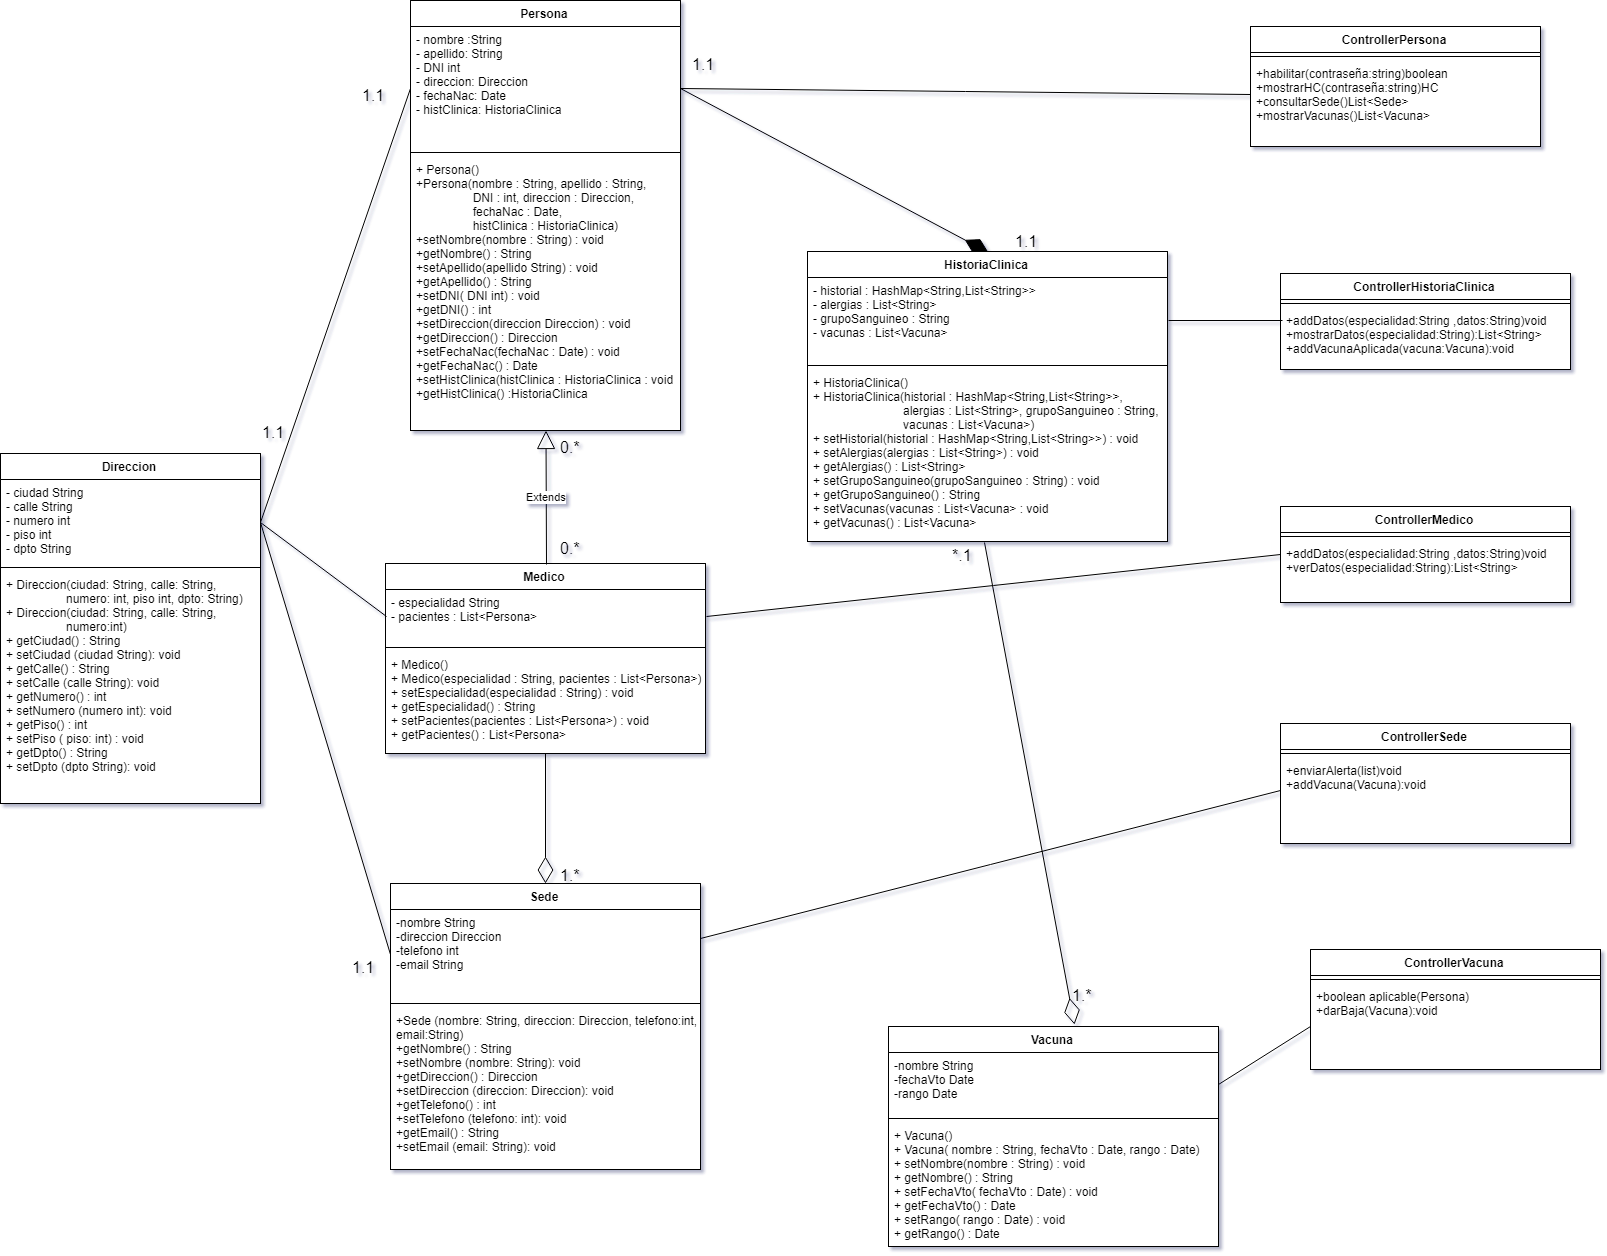 Persona
- nombre :String
- apellido: String
- DNI int
- direccion: Direccion
- fechaNac: Date
- histClinica: HistoriaClinica
+ Persona()
+Persona(nombre : String, apellido : String,
DNI : int, direccion : Direccion,
fechaNac : Date,
histClinica : HistoriaClinica)
+setNombre(nombre : String) : void
+getNombre() : String
+setApellido(apellido String) : void
+getApellido() : String
+setDNI( DNI int) : void
+getDNI() : int
+setDireccion(direccion Direccion) : void
+getDireccion() : Direccion
+setFechaNac(fechaNac : Date) : void
+getFechaNac() : Date
+setHistClinica(histClinica : HistoriaClinica : void
+getHistClinica() :HistoriaClinica
1.1
1.1
ControllerPersona
+habilitar(contraseña:string)boolean
+mostrarHC(contraseña:string)HC
+consultarSede()List<Sede>
+mostrarVacunas()List<Vacuna>
1.1
HistoriaClinica
- historial : HashMap<String,List<String>>
- alergias : List<String>
- grupoSanguineo : String
- vacunas : List<Vacuna>
+ HistoriaClinica()
+ HistoriaClinica(historial : HashMap<String,List<String>>,
alergias : List<String>, grupoSanguineo : String,
vacunas : List<Vacuna>)
+ setHistorial(historial : HashMap<String,List<String>>) : void
+ setAlergias(alergias : List<String>) : void
+ getAlergias() : List<String>
+ setGrupoSanguineo(grupoSanguineo : String) : void
+ getGrupoSanguineo() : String
+ setVacunas(vacunas : List<Vacuna> : void
+ getVacunas() : List<Vacuna>
*.1
ControllerHistoriaClinica
+addDatos(especialidad:String ,datos:String)void
+mostrarDatos(especialidad:String):List<String>
+addVacunaAplicada(vacuna:Vacuna):void
1.1
Direccion
- ciudad String
- calle String
- numero int
- piso int
- dpto String
+ Direccion(ciudad: String, calle: String,
numero: int, piso int, dpto: String)
+ Direccion(ciudad: String, calle: String,
numero:int)
+ getCiudad() : String
+ setCiudad (ciudad String): void
+ getCalle() : String
+ setCalle (calle String): void
+ getNumero() : int
+ setNumero (numero int): void
+ getPiso() : int
+ setPiso ( piso: int) : void
+ getDpto() : String
+ setDpto (dpto String): void
0.*
Extends
0.*
Medico
- especialidad String
- pacientes : List<Persona>
+ Medico()
+ Medico(especialidad : String, pacientes : List<Persona>)
+ setEspecialidad(especialidad : String) : void
+ getEspecialidad() : String
+ setPacientes(pacientes : List<Persona>) : void
+ getPacientes() : List<Persona>
ControllerMedico
+addDatos(especialidad:String ,datos:String)void
+verDatos(especialidad:String):List<String>
ControllerSede
+enviarAlerta(list)void
+addVacuna(Vacuna):void
1.*
1.1
Sede
-nombre String
-direccion Direccion
-telefono int
-email String
+Sede (nombre: String, direccion: Direccion, telefono:int,
email:String)
+getNombre() : String
+setNombre (nombre: String): void
+getDireccion() : Direccion
+setDireccion (direccion: Direccion): void
+getTelefono() : int
+setTelefono (telefono: int): void
+getEmail() : String
+setEmail (email: String): void
1.*
Vacuna
-nombre String
-fechaVto Date
-rango Date
+ Vacuna()
+ Vacuna( nombre : String, fechaVto : Date, rango : Date)
+ setNombre(nombre : String) : void
+ getNombre() : String
+ setFechaVto( fechaVto : Date) : void
+ getFechaVto() : Date
+ setRango( rango : Date) : void
+ getRango() : Date
ControllerVacuna
+boolean aplicable(Persona)
+darBaja(Vacuna):void